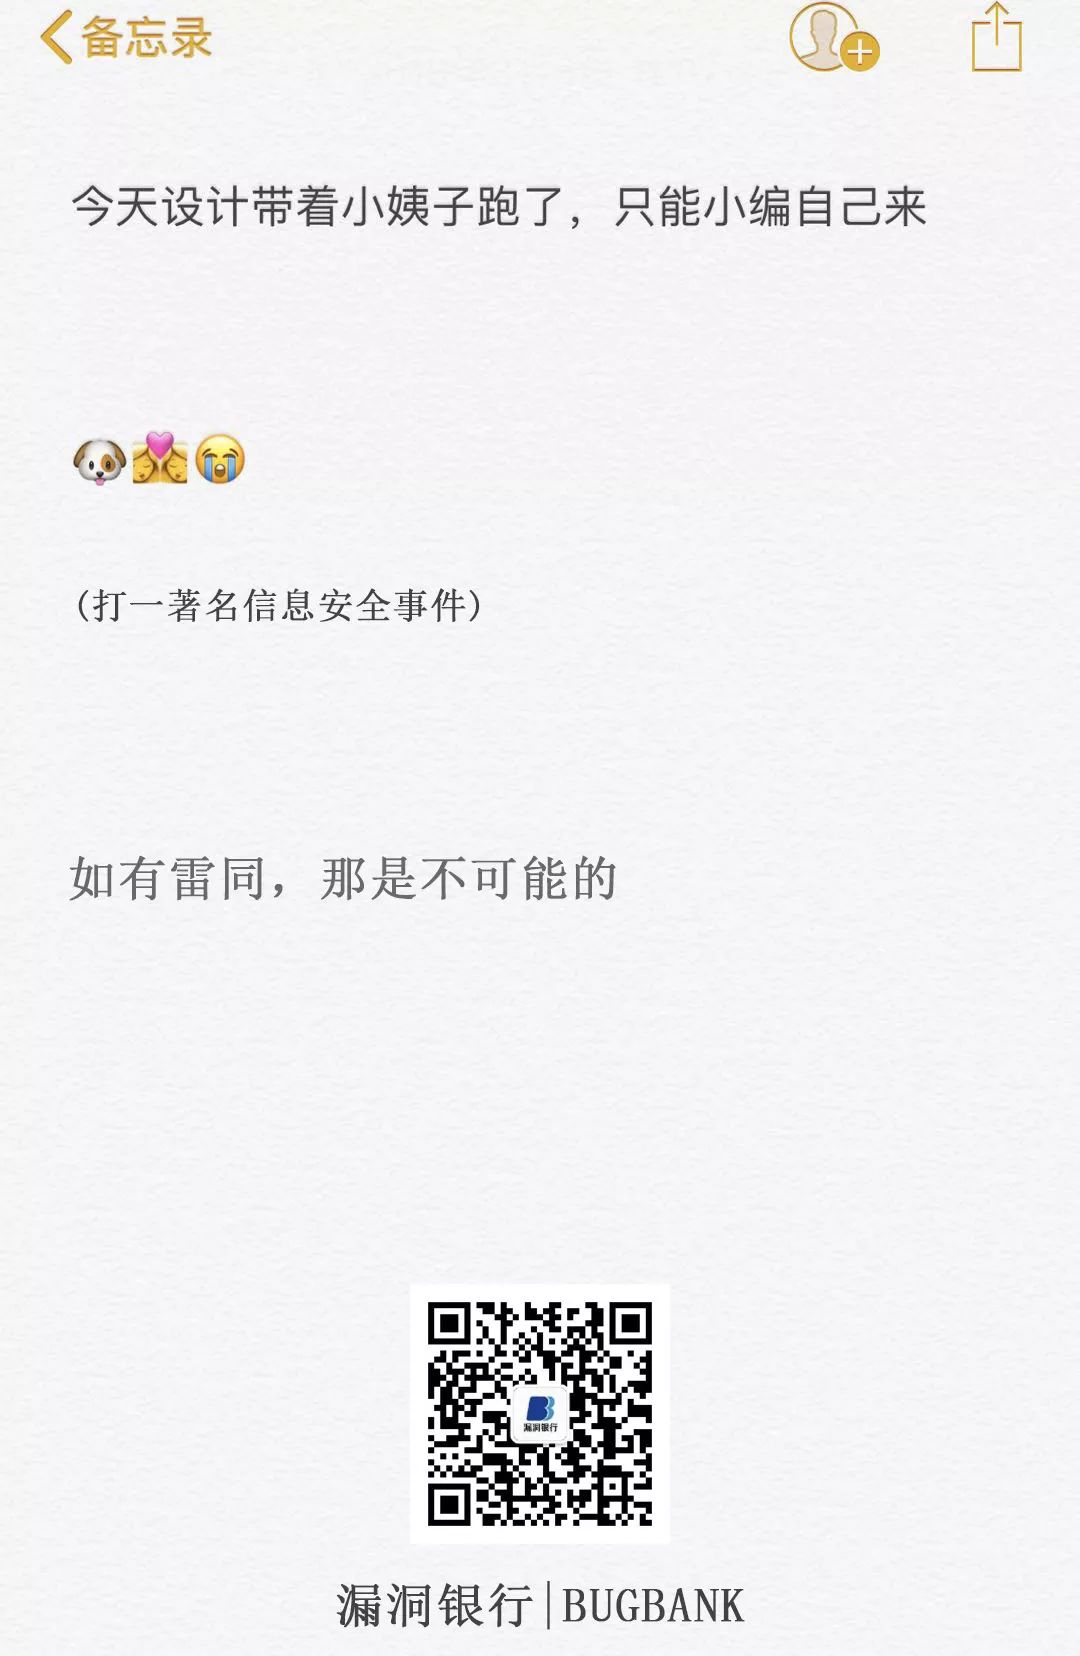 备忘录
今天设计带着小姨子跑了，只能小编自己来
🐶👩‍❤️‍💋‍👩😭
(打一著名信息安全事件)
如有雷同，那是不可能的
漏洞银行
漏洞银行|BUGBANK